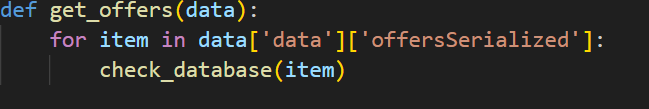 def get_offers(data):
    for item in data['data']['offersSerialized']:
        check_database(item)